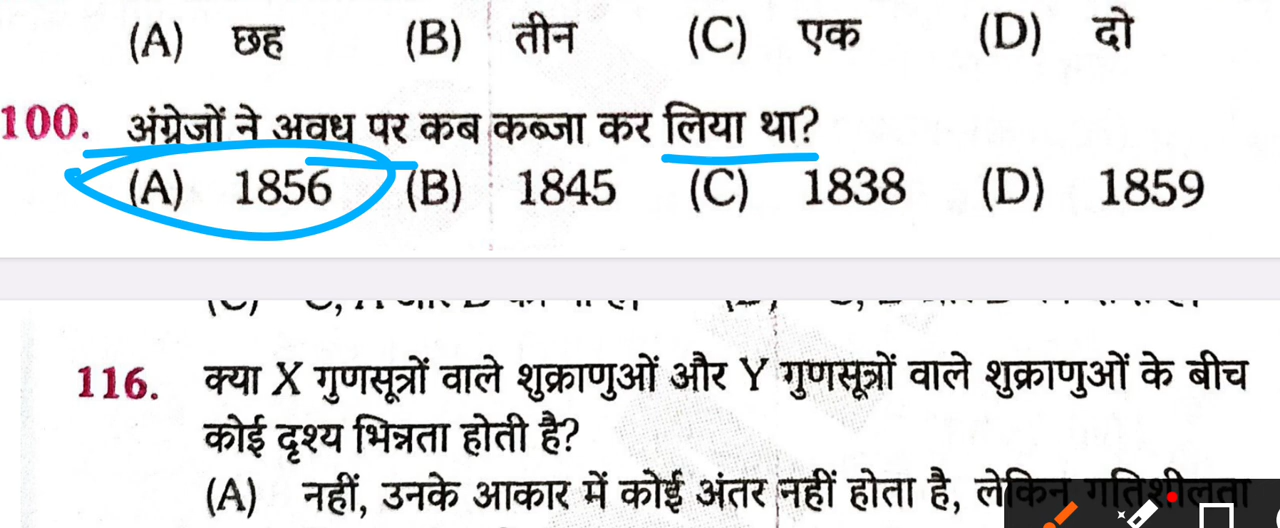 (A) छह (B) तीन (C) एक (D) दो
100. अंग्रेजों ने अवध पर कब कब्जा कर लिया था?
(A) 1856 (B) 1845 (C) 1838 (D) 1859
116. क्या X गुणसूत्रों वाले शुक्राणुओं और Y गुणसूत्रों वाले शुक्राणुओं के बीच
कोई दृश्य भिन्नता होती है?
(A) नहीं, उनके आकार में कोई अंतर नहीं होता है, लेकिन गतिशीलता